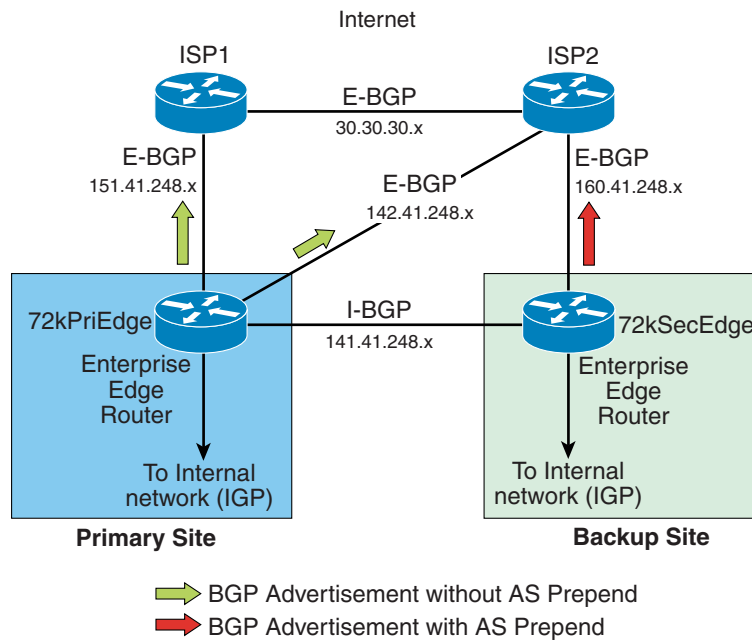 Internet
ISP1
ISP2
E-BGP
30.30.30.x
E-BGP
151.41.248.x
E-BGP
142.41.248.x
E-BGP
160.41.248.x
72kPriEdge
I-BGP
141.41.248.x
72kSecEdge
Enterprise
Edge
Router
Enterprise
Edge
Router
To Internal
network (IGP)
To Internal
network (IGP)
Primary Site
Backup Site
BGP Advertisement without AS Prepend
BGP Advertisement with AS Prepend